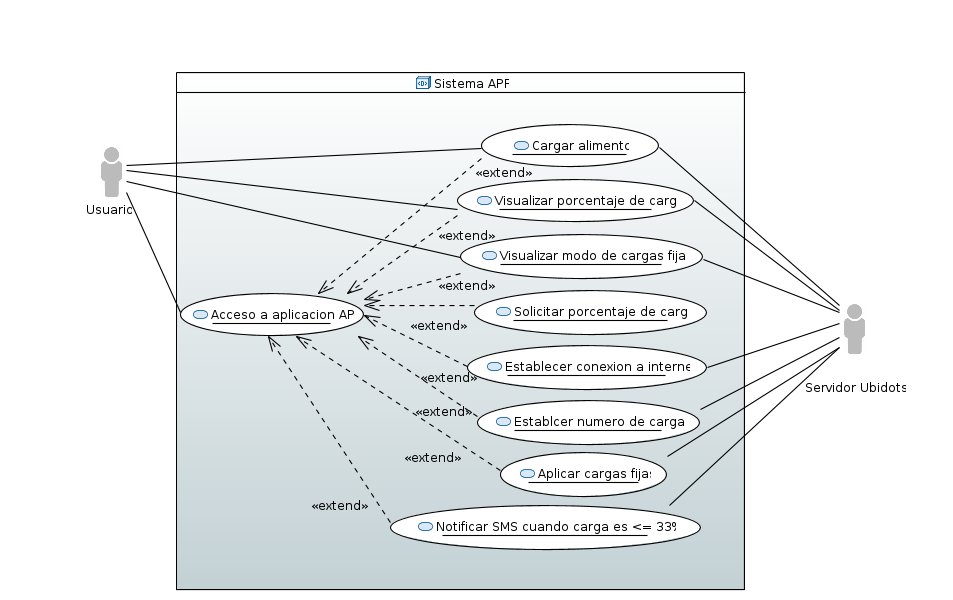 Sistema APF
Cargar alimento
«extend»
Visualizar porcentaje de carg
Usuario
«extend»
Visualizar modo de cargas fija
«extend»
Acceso a aplicacion AP
Solicitar porcentaje de carg
«extend»
Establecer conexion a interne
«extend»
Servidor Ubidots
«extend»
Establcer numero de carga
«extend»
Aplicar cargas fijas
«extend»
Notificar SMS cuando carga es <= 33%